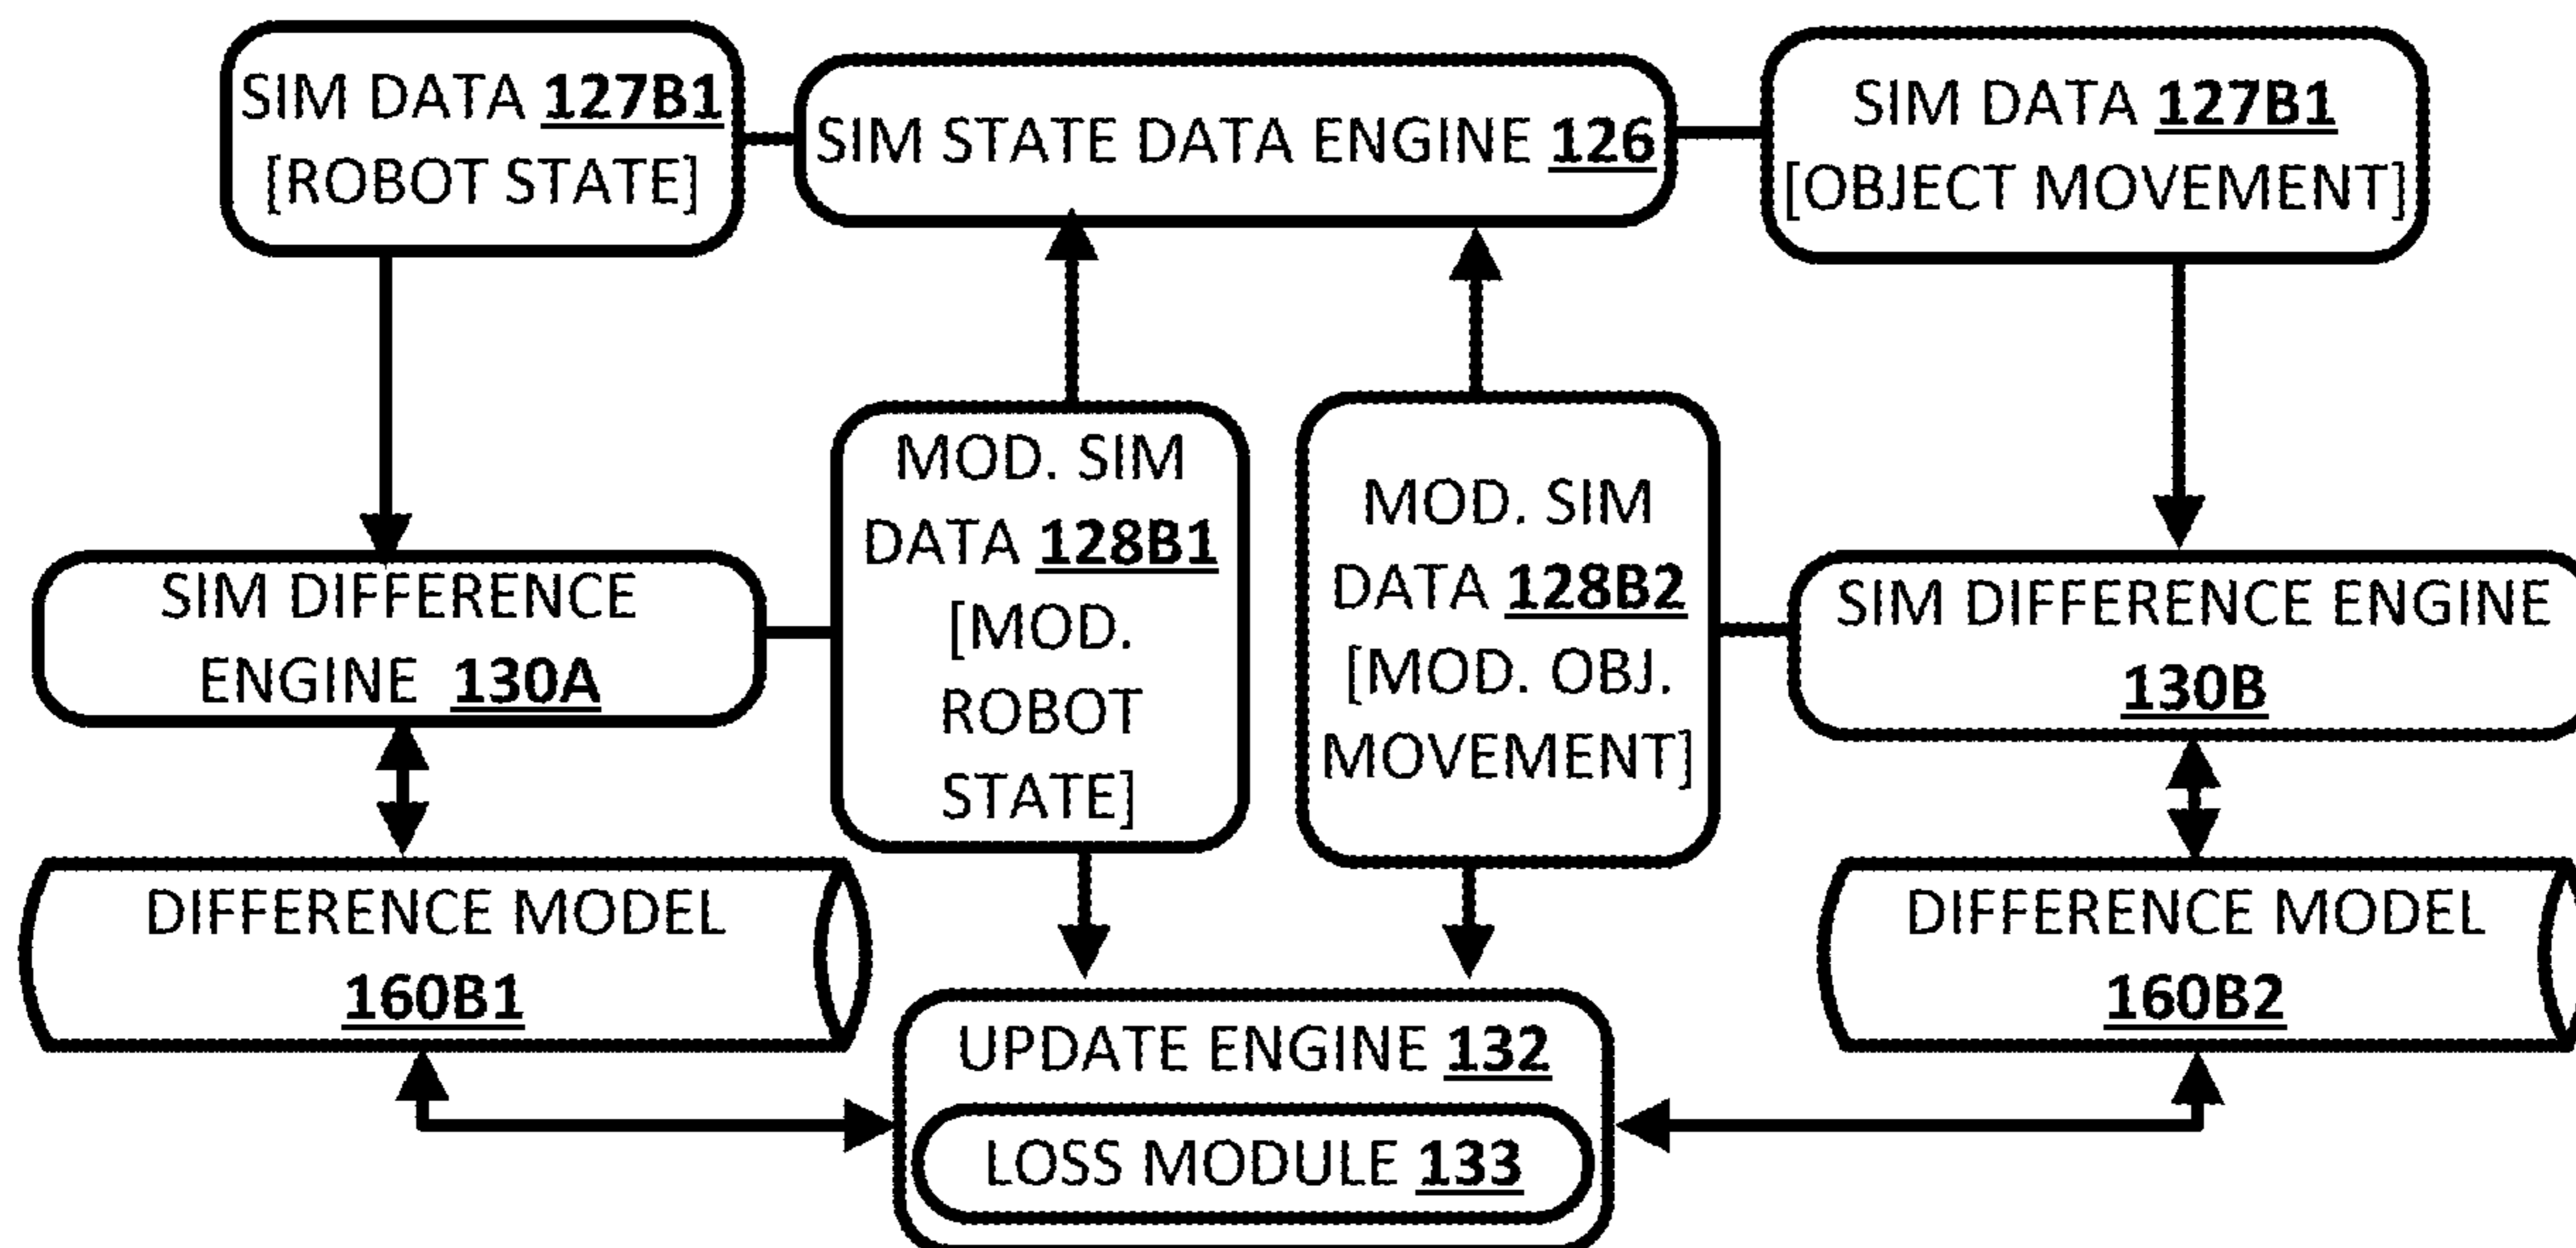 SIM DATA 127B1
[ROBOT STATE]
SIM STATE DATA ENGINE 126
SIM DATA 127B1
[OBJECT MOVEMENT]
MOD. SIM
DATA 128B1
[MOD.
ROBOT
STATE]
MOD. SIM
DATA 128B2
[MOD. OBJ.
MOVEMENT]
SIM DIFFERENCE
ENGINE 130A
SIM DIFFERENCE ENGINE
130B
DIFFERENCE MODEL
160B1
DIFFERENCE MODEL
160B2
UPDATE ENGINE 132
LOSS MODULE 133